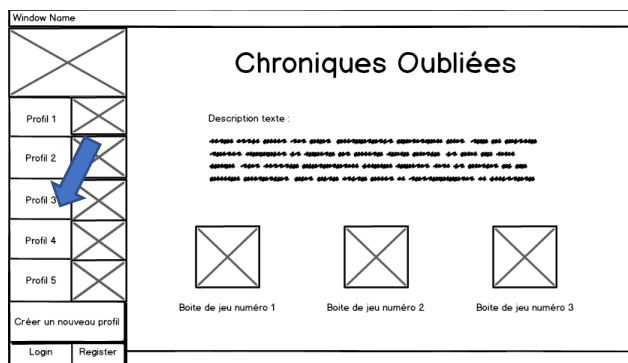 Window Name
Chroniques Oubliées
Profil 1
Description texte :
Profil 2
Profil 3
Profil 4
Profil 5
Boite de jeu numéro 1
Boite de jeu numéro 2
Boite de jeu numéro 3
Créer un nouveau profil
Login
Register